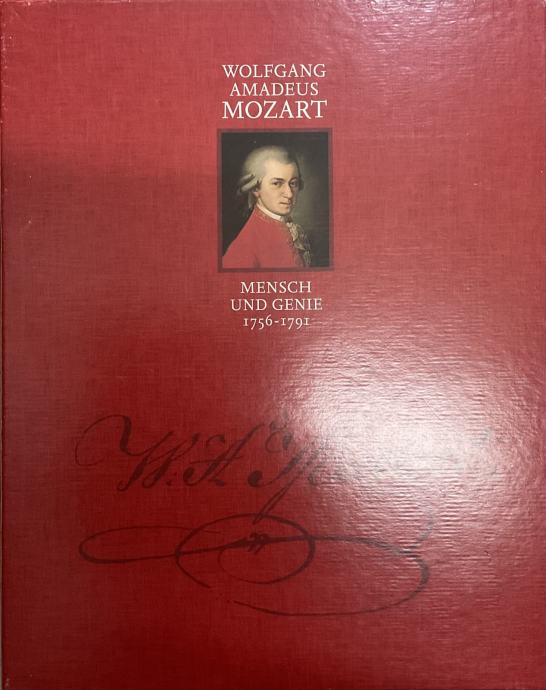 WOLFGANG
AMADEUS
MOZART
MENSCH
UND GENIE
1756-1791
W. A.